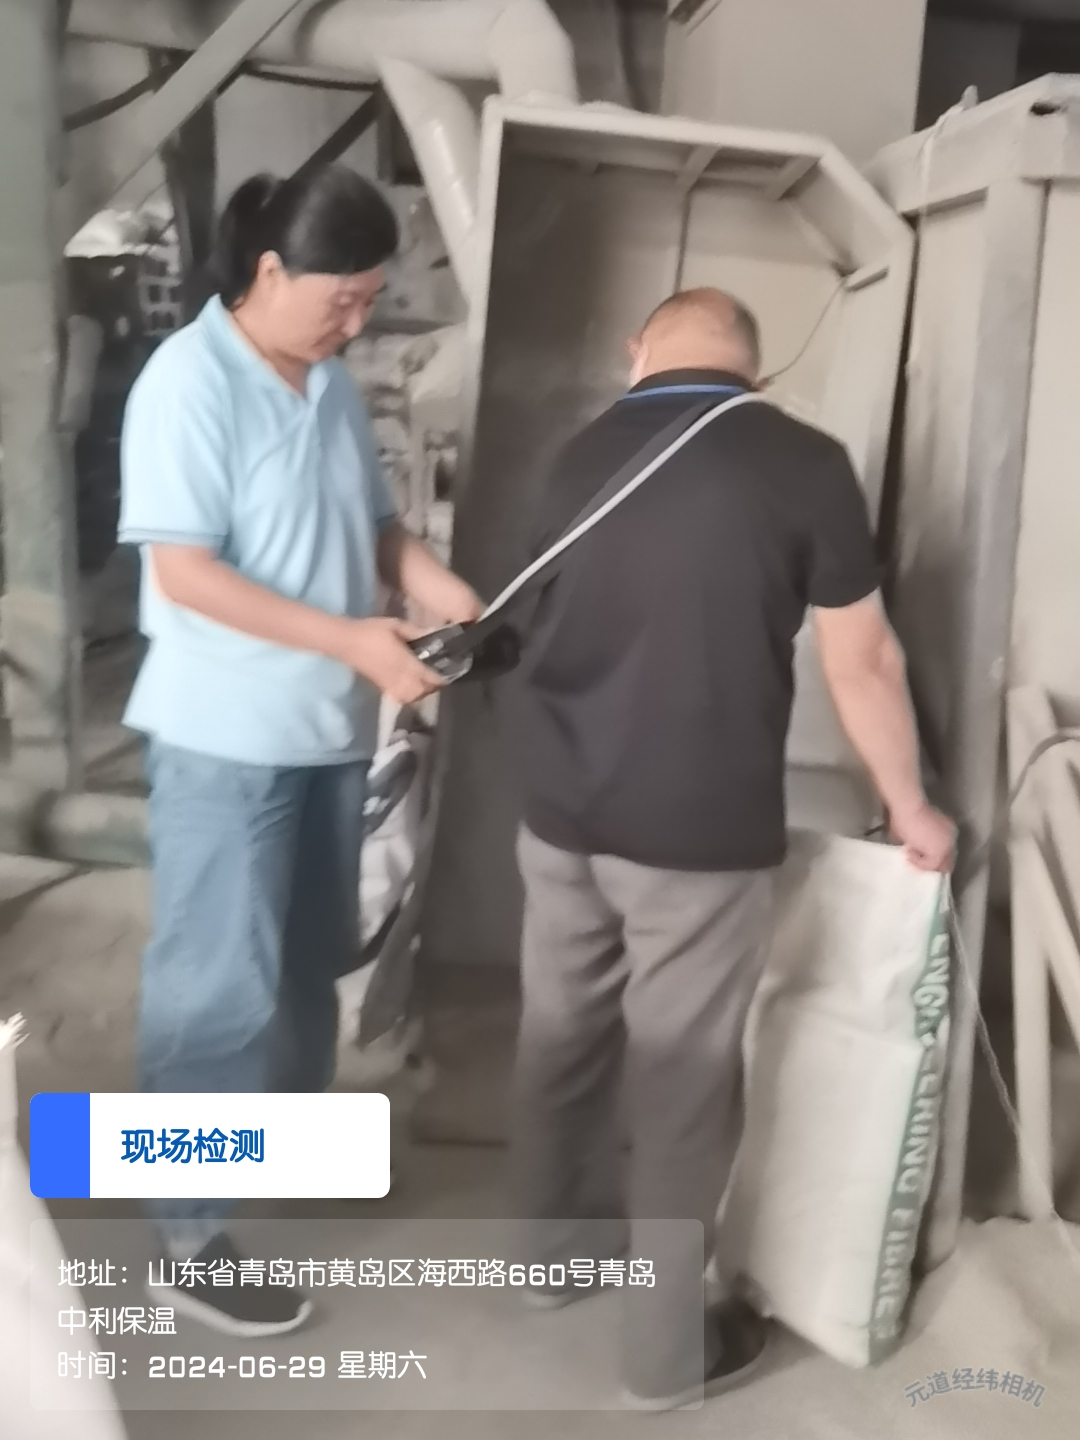 ENGINEERING FIBRES
现场检测
地址：山东省青岛市黄岛区海西路660号青岛
中利保温
时间：2024-06-29 星期六
元道经纬相机